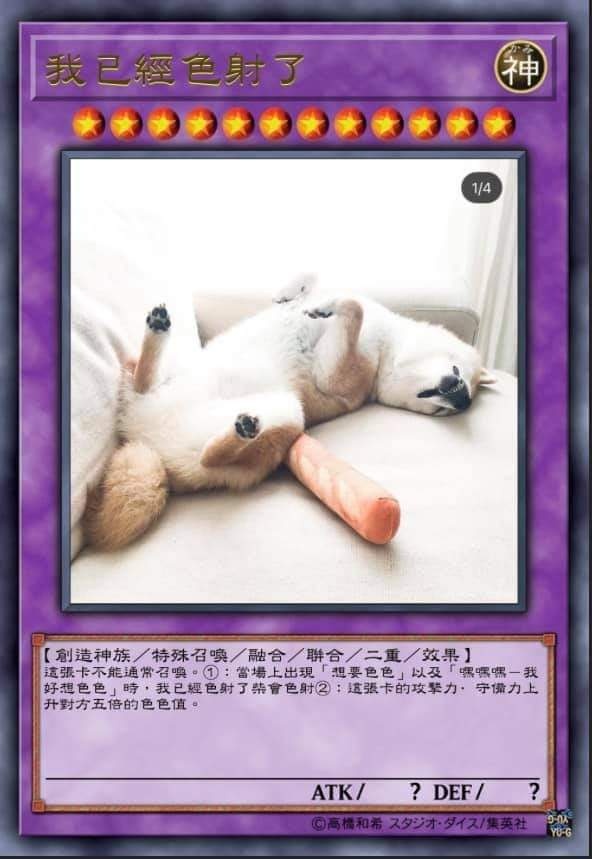 我已經色射了
かみ
神
1/4
【創造神族/特殊召喚/融合/聯合/二重/效果】
這張卡不能通常召喚。①:當場上出現「想要色色」以及「嘿嘿嘿-我
好想色色」時,我已經色射了柴會色射②:這張卡的攻擊力.守備力上
升對方五倍的色色值。
ATK/ ? DEF/ ?
©高橋和希 スタジオ・ダイス/集英社
YU-G